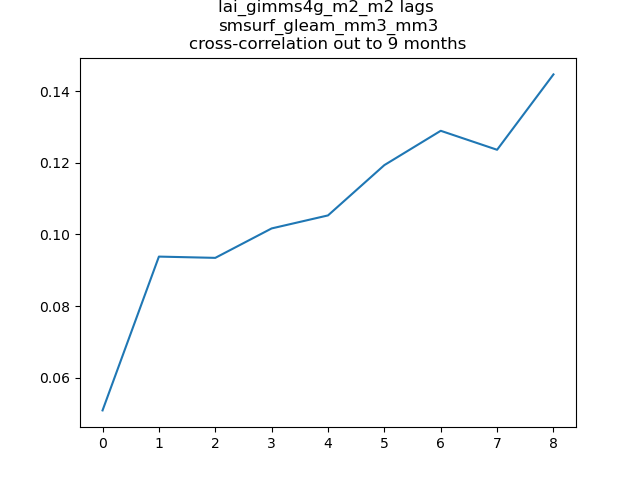 lai_gimms4g_m2_m2 lags
smsurf_gleam_mm3_mm3
cross-correlation out to 9 months
0.14
0.12
0.10
0.08
0.06
0 1 2 3 4 5 6 7 8